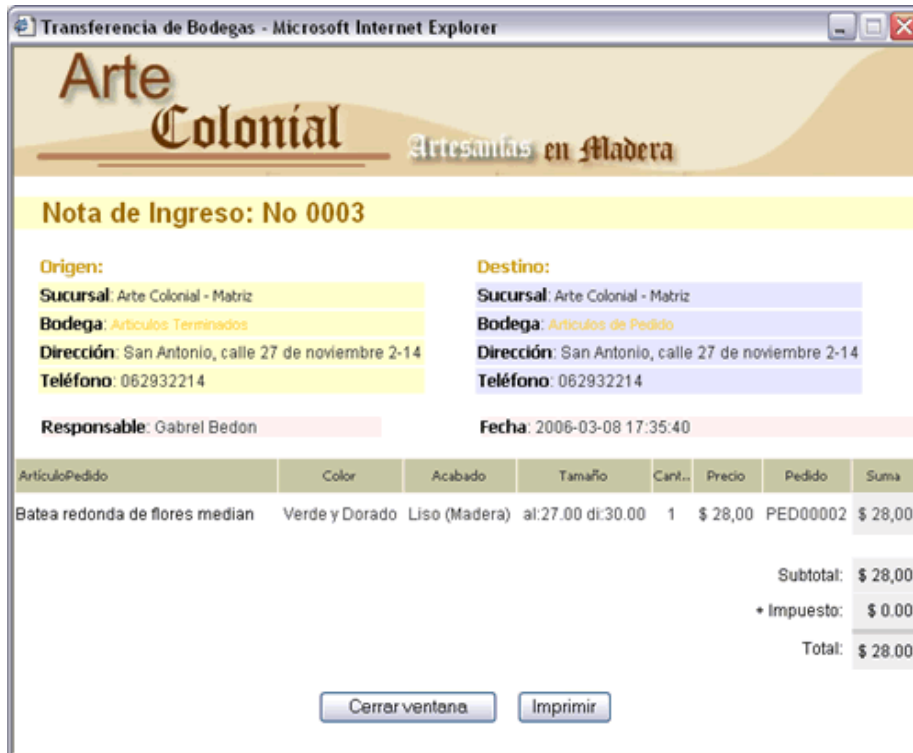 Transferencia de Bodegas - Microsoft Internet Explorer
Arte
Colonial
Artesanías en Madera
Nota de Ingreso: No 0003
Origen:
Sucursal: Arte Colonial - Matriz
Bodega: Articulos Terminados
Dirección: San Antonio, calle 27 de noviembre 2-14
Teléfono: 062932214
Destino:
Sucursal: Arte Colonial - Matriz
Bodega: Articulos de Pedido
Dirección: San Antonio, calle 27 de noviembre 2-14
Teléfono: 062932214
Responsable: Gabrel Bedon
Fecha: 2006-03-08 17:35:40
ArtículoPedido Color Acabado Tamaño Cant... Precio Pedido Suma
Batea redonda de flores median Verde y Dorado Liso (Madera) al:27.00 di:30.00 1 $ 28,00 PED00002 $ 28,00
Subtotal: $ 28,00
+ Impuesto: $ 0.00
Total: $ 28.00
Cerrar ventana Imprimir